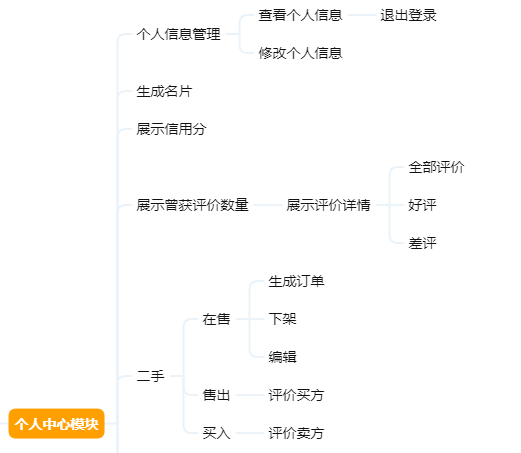 查看个人信息
退出登录
个人信息管理
修改个人信息
生成名片
展示信用分
全部评价
展示曾获评价数量
展示评价详情
好评
差评
生成订单
在售
下架
编辑
二手
售出
评价买方
个人中心模块
买入
评价卖方